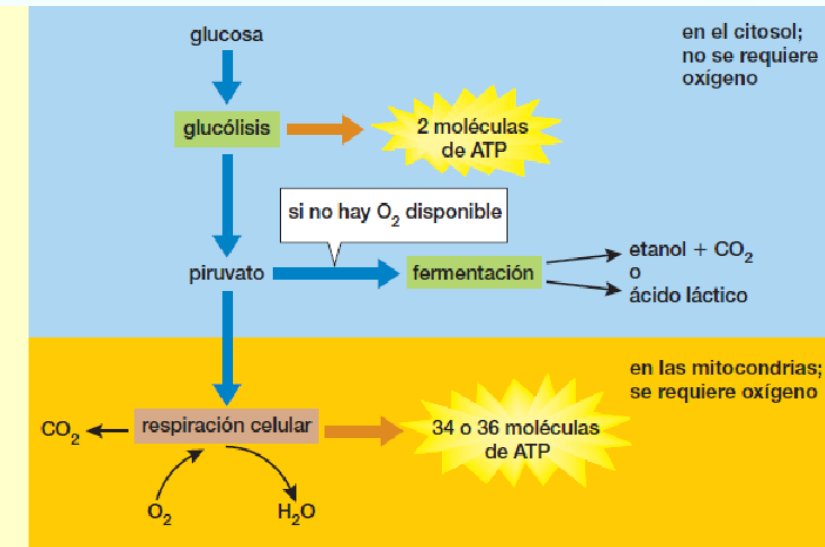 glucosa
en el citosol;
no se requiere
oxígeno
glucólisis
2 moléculas
de ATP
si no hay O₂ disponible
piruvato
fermentación
etanol + CO₂
o
ácido láctico
en las mitocondrias;
se requiere oxígeno
CO₂
respiración celular
34 o 36 moléculas
de ATP
O₂
H₂O